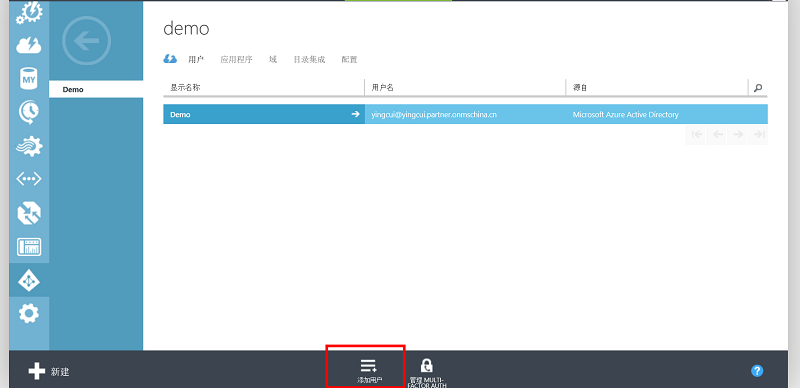 demo
用户 应用程序 域 目录集成 配置
MY
Demo
显示名称 用户名 源自
Demo yingcui@yingcui.partner.onmschina.cn Microsoft Azure Active Directory
新建
添加用户
管理 MULTI-
FACTOR AUTH
?